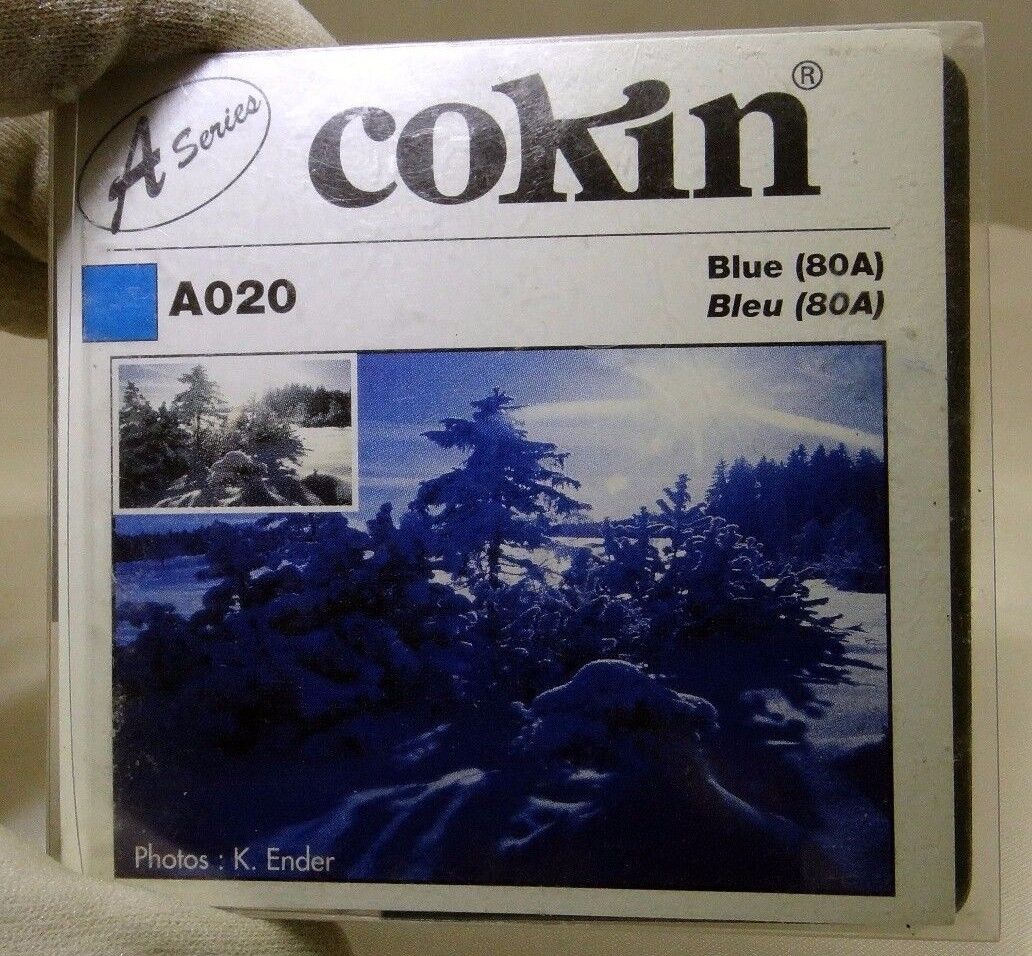 A Series
cokin®
A020
Blue (80A)
Bleu (80A)
Photos : K. Ender